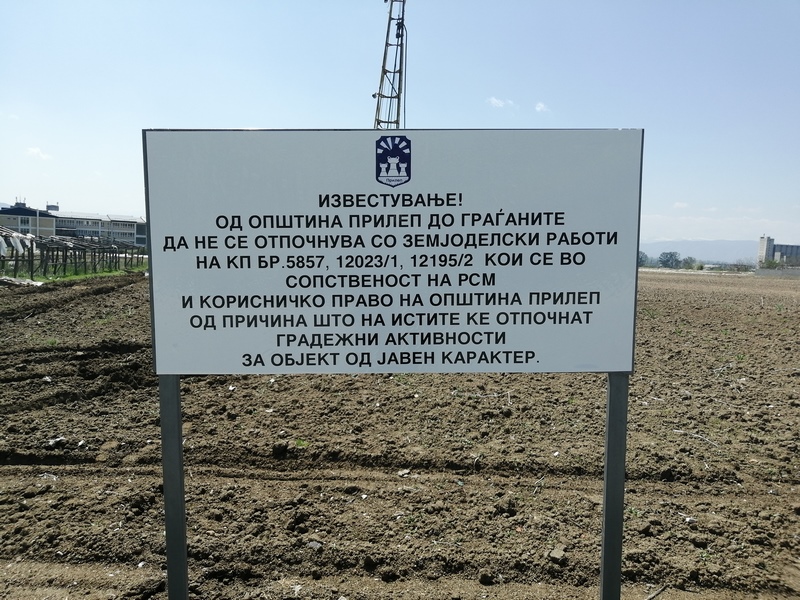 Прилеп
ИЗВЕСТУВАЊЕ!
ОД ОПШТИНА ПРИЛЕП ДО ГРАЃАНИТЕ
ДА НЕ СЕ ОТПОЧНУВА СО ЗЕМЈОДЕЛСКИ РАБОТИ
НА КП БР.5857, 12023/1, 12195/2 КОИ СЕ ВО
СОПСТВЕНОСТ НА РСМ
И КОРИСНИЧКО ПРАВО НА ОПШТИНА ПРИЛЕП
ОД ПРИЧИНА ШТО НА ИСТИТЕ КЕ ОТПОЧНАТ
ГРАДЕЖНИ АКТИВНОСТИ
ЗА ОБЈЕКТ ОД ЈАВЕН КАРАКТЕР.